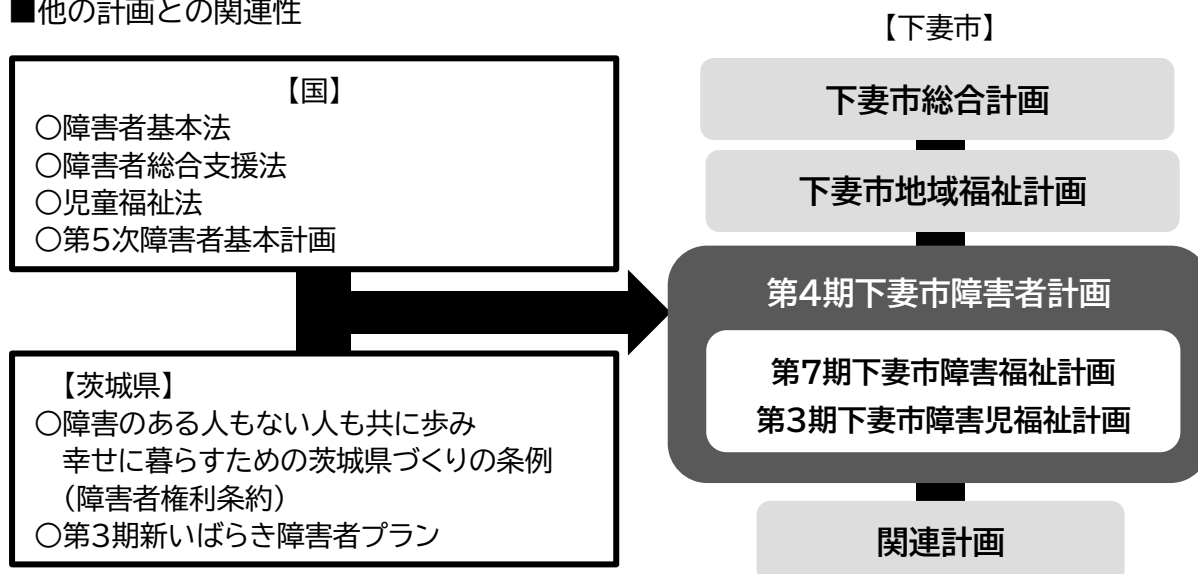 ■他の計画との関連性
【国】
○障害者基本法
○障害者総合支援法
○児童福祉法
○第5次障害者基本計画
【茨城県】
○障害のある人もない人も共に歩み
幸せに暮らすための茨城県づくりの条例
（障害者権利条約）
○第3期新いばらき障害者プラン
【下妻市】
下妻市総合計画
下妻市地域福祉計画
第4期下妻市障害者計画
第7期下妻市障害福祉計画
第3期下妻市障害児福祉計画
関連計画